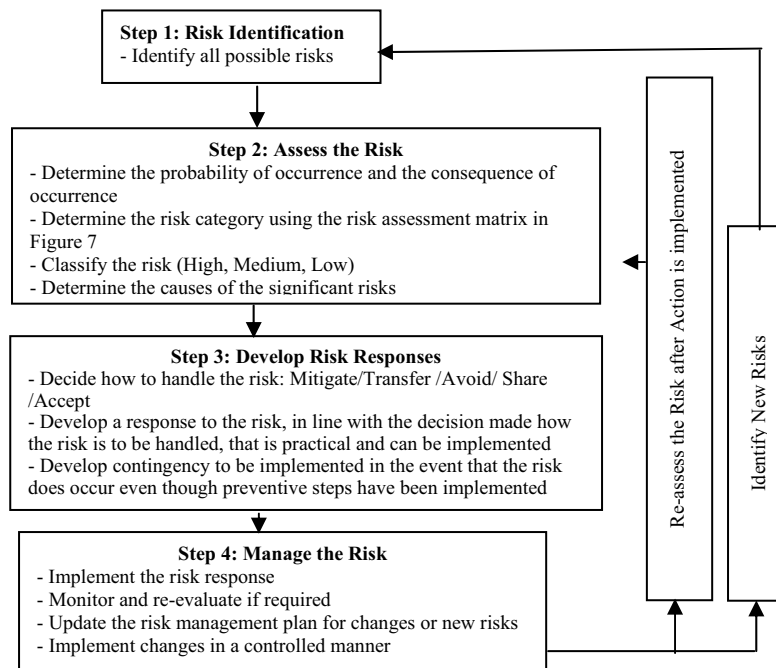 Step 1: Risk Identification
- Identify all possible risks
Step 2: Assess the Risk
- Determine the probability of occurrence and the consequence of
occurrence
- Determine the risk category using the risk assessment matrix in
Figure 7
- Classify the risk (High, Medium, Low)
- Determine the causes of the significant risks
Step 3: Develop Risk Responses
- Decide how to handle the risk: Mitigate/Transfer /Avoid/ Share
/Accept
- Develop a response to the risk, in line with the decision made how
the risk is to be handled, that is practical and can be implemented
- Develop contingency to be implemented in the event that the risk
does occur even though preventive steps have been implemented
Step 4: Manage the Risk
- Implement the risk response
- Monitor and re-evaluate if required
- Update the risk management plan for changes or new risks
- Implement changes in a controlled manner
Re-assess the Risk after Action is implemented
Identify New Risks